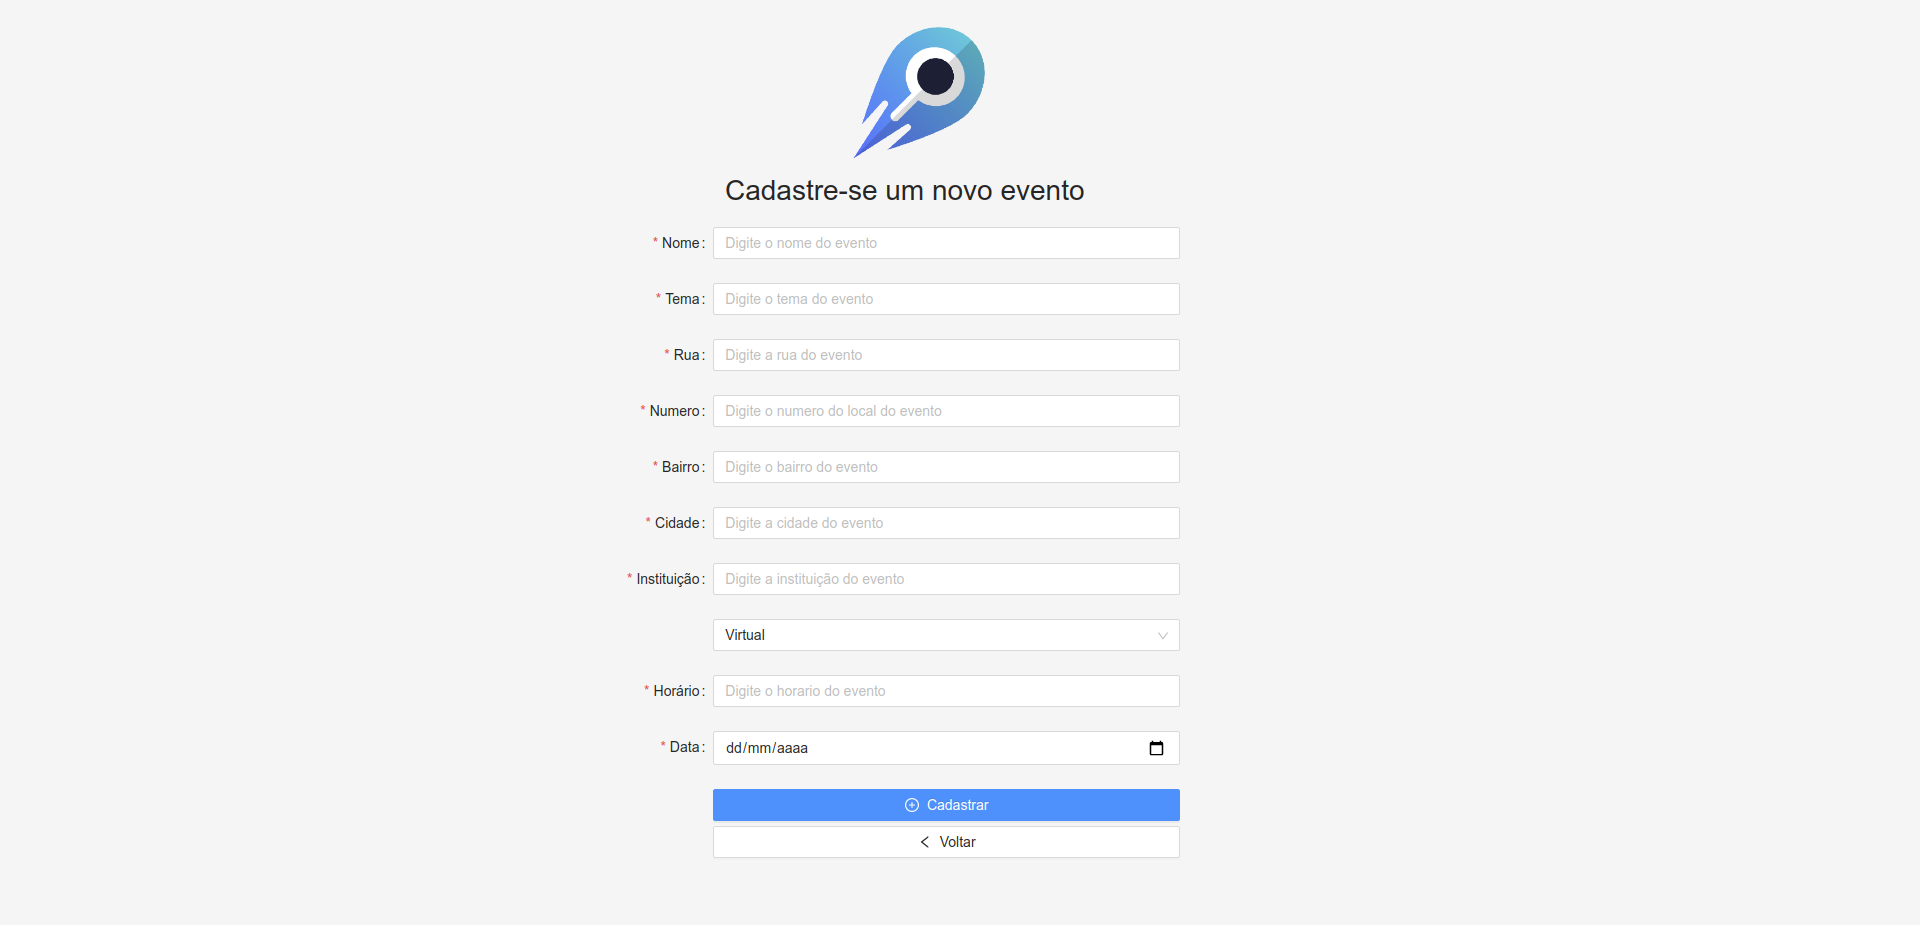 Cadastre-se um novo evento
* Nome: Digite o nome do evento
* Tema: Digite o tema do evento
* Rua: Digite a rua do evento
* Numero: Digite o numero do local do evento
* Bairro: Digite o bairro do evento
* Cidade: Digite a cidade do evento
* Instituição: Digite a instituição do evento
Virtual
* Horário: Digite o horario do evento
* Data: dd/mm/aaaa
Cadastrar
Voltar